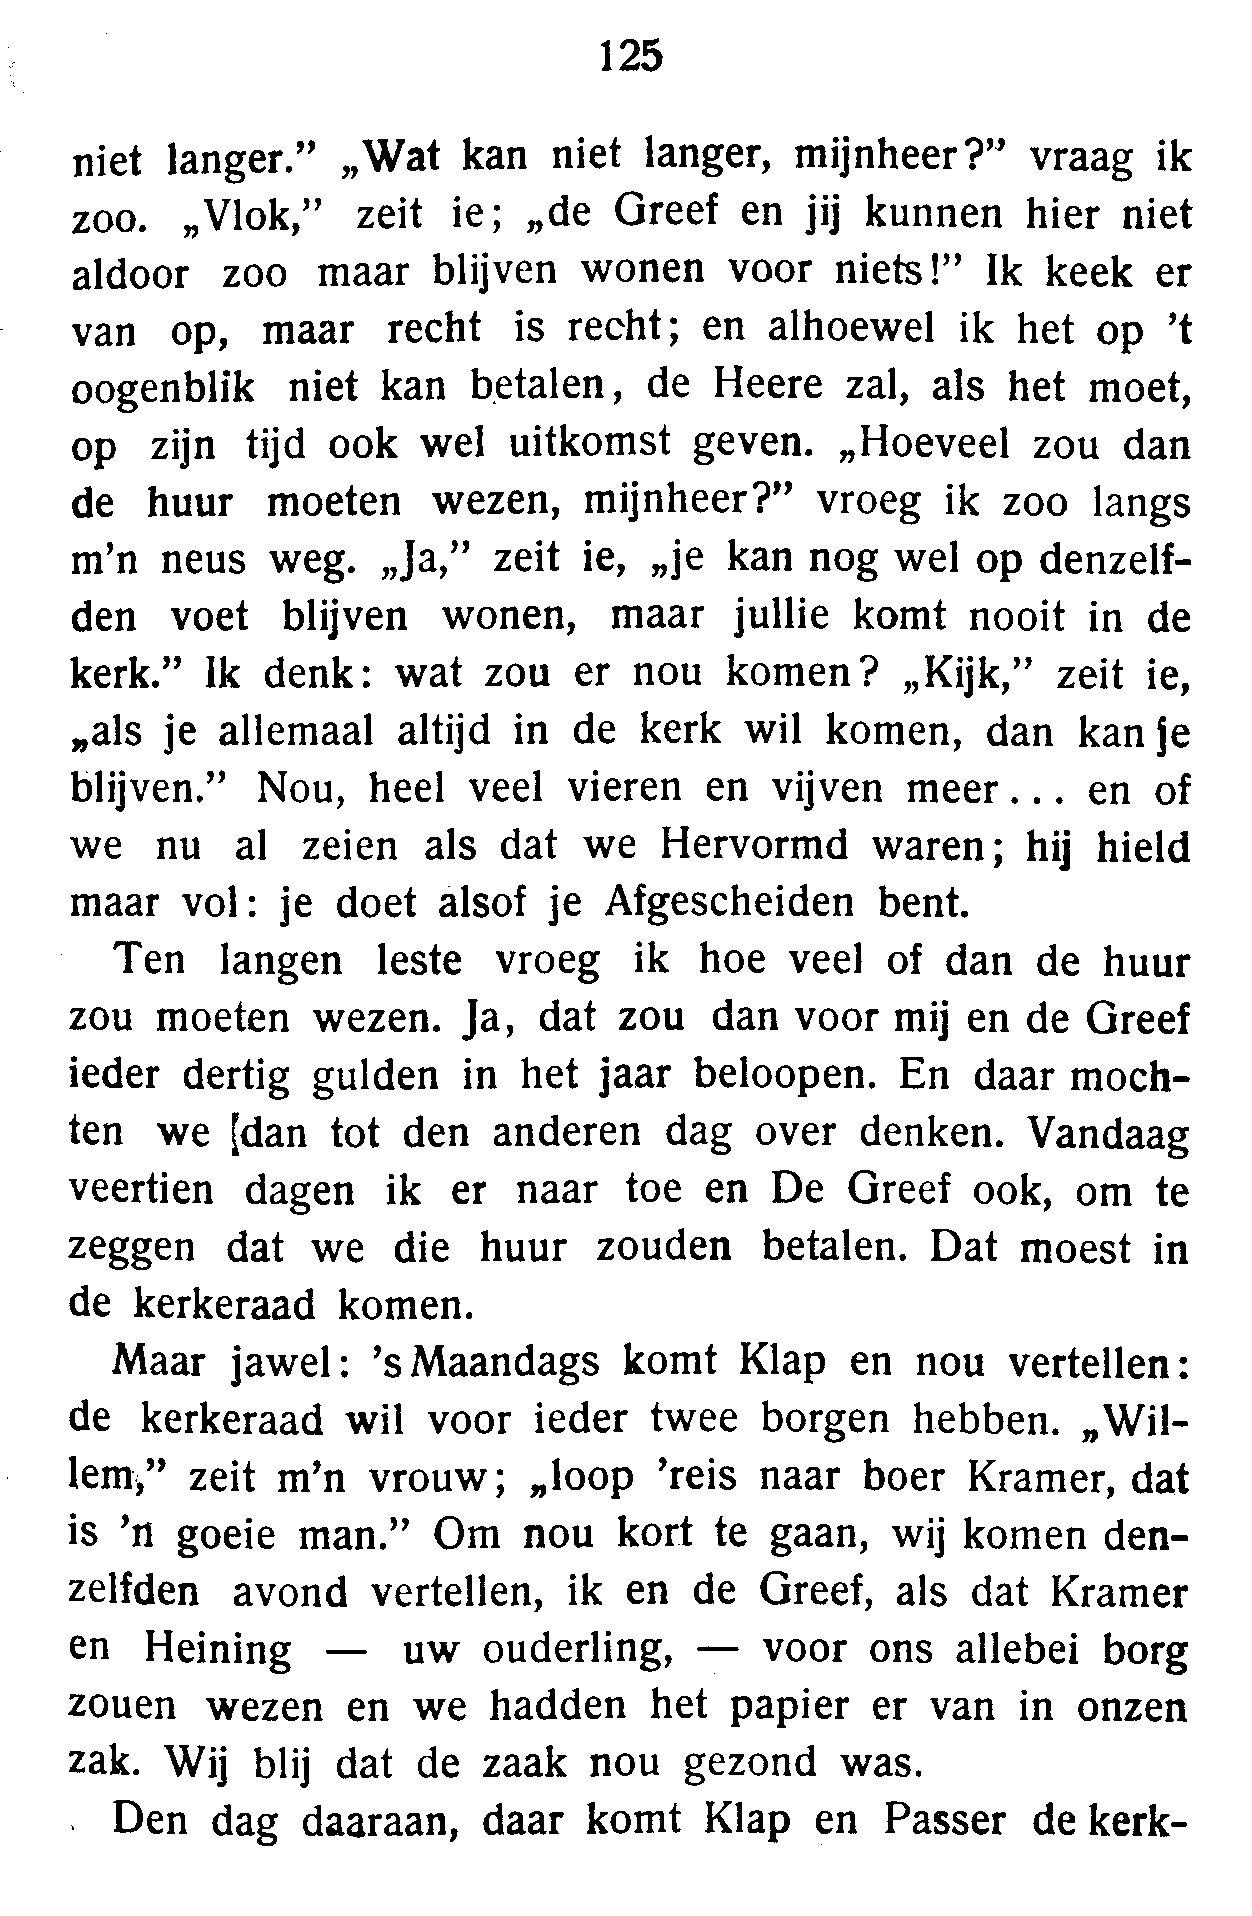 125
niet langer.” „Wat kan niet langer, mijnheer?” vraag ik
zoo. „Vlok,” zeit ie; „de Greef en jij kunnen hier niet
aldoor zoo maar blijven wonen voor niets!” Ik keek er
van op, maar recht is recht; en alhoewel ik het op ’t
oogenblik niet kan betalen, de Heere zal, als het moet,
op zijn tijd ook wel uitkomst geven. „Hoeveel zou dan
de huur moeten wezen, mijnheer?” vroeg ik zoo langs
m’n neus weg. „Ja,” zeit ie, „je kan nog wel op denzelf-
den voet blijven wonen, maar jullie komt nooit in de
kerk.” Ik denk: wat zou er nou komen? „Kijk,” zeit ie,
„als je allemaal altijd in de kerk wil komen, dan kan je
blijven.” Nou, heel veel vieren en vijven meer... en of
we nu al zeien als dat we Hervormd waren; hij hield
maar vol: je doet alsof je Afgescheiden bent.
Ten langen leste vroeg ik hoe veel of dan de huur
zou moeten wezen. Ja, dat zou dan voor mij en de Greef
ieder dertig gulden in het jaar beloopen. En daar moch-
ten we [dan tot den anderen dag over denken. Vandaag
veertien dagen ik er naar toe en De Greef ook, om te
zeggen dat we die huur zouden betalen. Dat moest in
de kerkeraad komen.
Maar jawel: ’s Maandags komt Klap en nou vertellen:
de kerkeraad wil voor ieder twee borgen hebben. „Wil-
lem,” zeit m’n vrouw; „loop ’reis naar boer Kramer, dat
is ’n goeie man.” Om nou kort te gaan, wij komen den-
zelfden avond vertellen, ik en de Greef, als dat Kramer
en Heining — uw ouderling, — voor ons allebei borg
zouen wezen en we hadden het papier er van in onzen
zak. Wij blij dat de zaak nou gezond was.
Den dag daaraan, daar komt Klap en Passer de kerk-